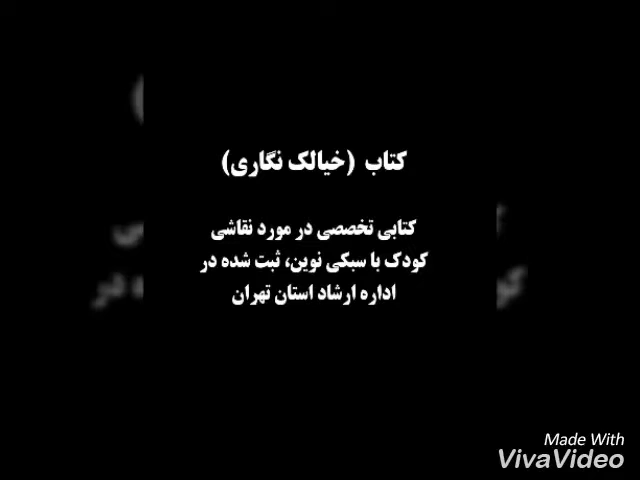 کتاب (خیالک نگاری)
کتابی تخصصی در مورد نقاشی
کودک با سبکی نوین، ثبت شده در
اداره ارشاد استان تهران
Made With
VivaVideo